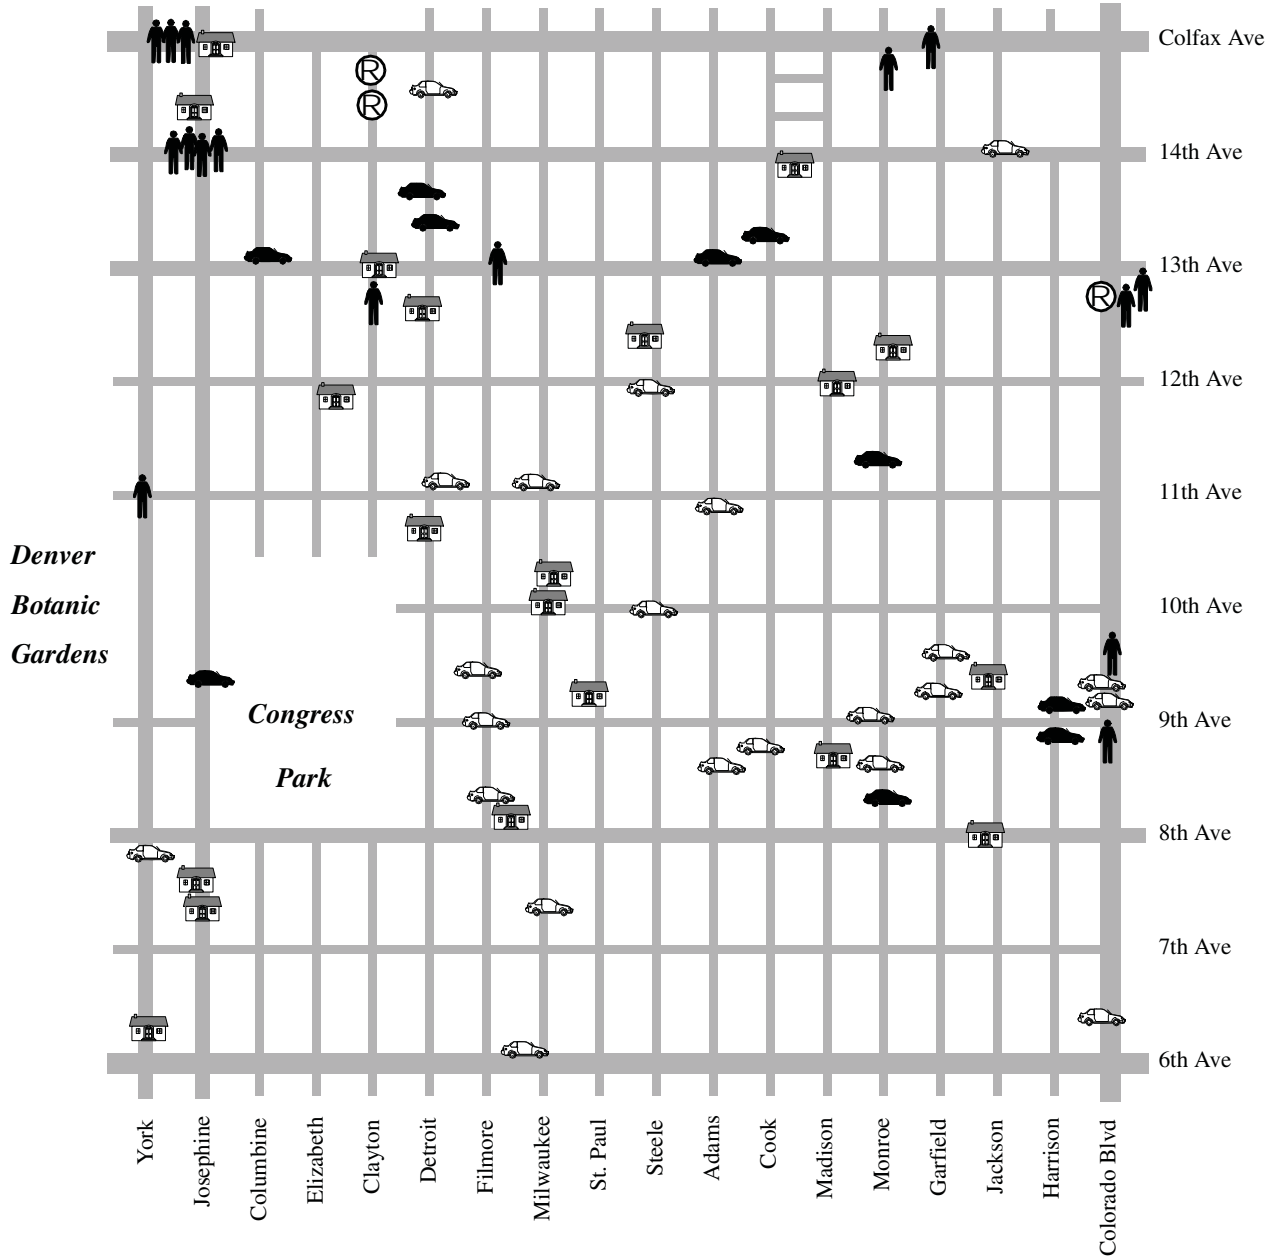 Colfax Ave
R
R
14th Ave
13th Ave
R
12th Ave
11th Ave
Denver
Botanic
Gardens
10th Ave
Congress
Park
9th Ave
8th Ave
7th Ave
6th Ave
York
Josephine
Columbine
Elizabeth
Clayton
Detroit
Filmore
Milwaukee
St. Paul
Steele
Adams
Cook
Madison
Monroe
Garfield
Jackson
Harrison
Colorado Blvd